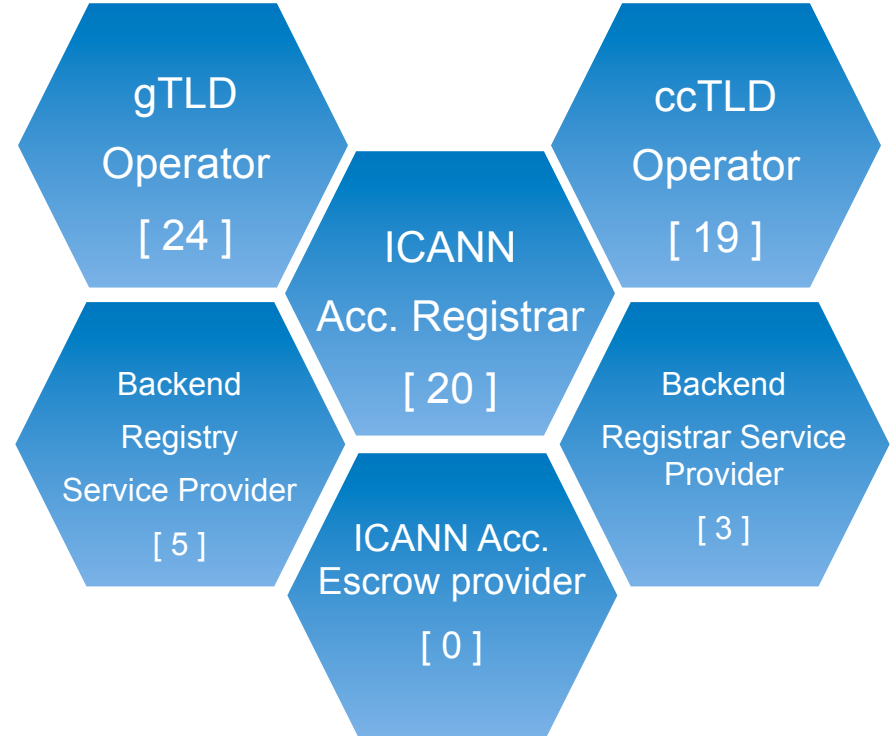 gTLD
Operator
[ 24 ]
ccTLD
Operator
[ 19 ]
ICANN
Acc. Registrar
[ 20 ]
Backend
Registry
Service Provider
[ 5 ]
Backend
Registrar Service
Provider
[ 3 ]
ICANN Acc.
Escrow provider
[ 0 ]